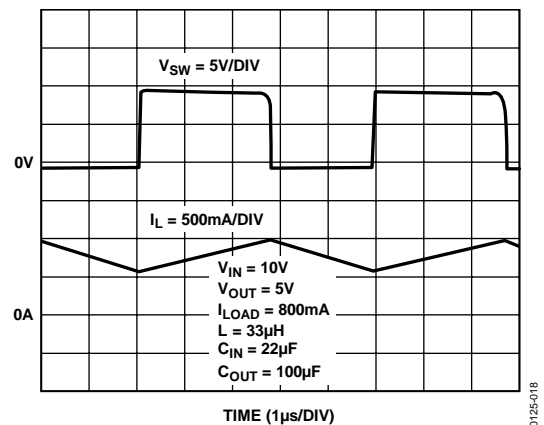 V_SW = 5V/DIV
0V
I_L = 500mA/DIV
V_IN = 10V
V_OUT = 5V
0A
I_LOAD = 800mA
L = 33µH
C_IN = 22µF
C_OUT = 100µF
TIME (1µs/DIV)
0125-018